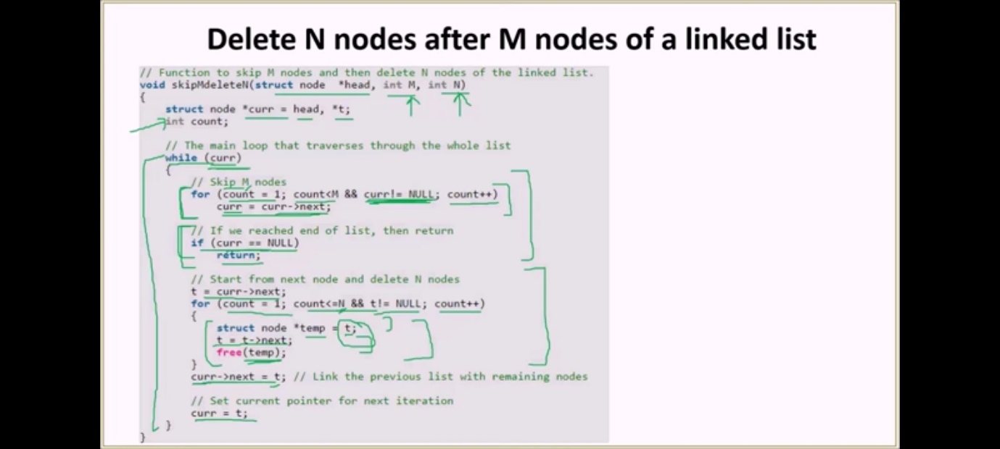 Delete N nodes after M nodes of a linked list
// Function to skip M nodes and then delete N nodes of the linked list.
void skipMdeleteN(struct node  *head, int M, int N)
{
    struct node *curr = head, *t;
    int count;
    // The main loop that traverses through the whole list
    while (curr)
    {
        // Skip M nodes
        for (count = 1; count<M && curr!= NULL; count++)
            curr = curr->next;
        // If we reached end of list, then return
        if (curr == NULL)
            return;
        // Start from next node and delete N nodes
        t = curr->next;
        for (count = 1; count<=N && t!= NULL; count++)
        {
            struct node *temp = t;
            t = t->next;
            free(temp);
        }
        curr->next = t; // Link the previous list with remaining nodes
        // Set current pointer for next iteration
        curr = t;
    }
}